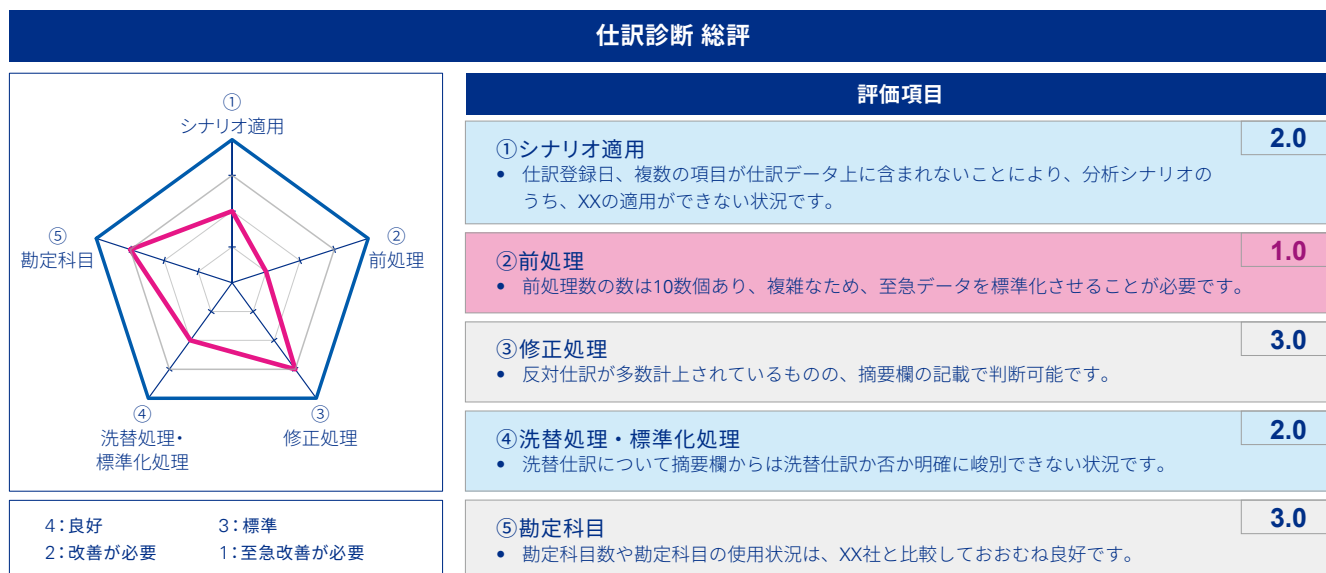 仕訳診断 総評
①
シナリオ適用
②
前処理
③
修正処理
④
洗替処理・
標準化処理
⑤
勘定科目
4：良好 3：標準
2：改善が必要 1：至急改善が必要
評価項目
①シナリオ適用 2.0
• 仕訳登録日、複数の項目が仕訳データ上に含まれないことにより、分析シナリオの
うち、XXの適用ができない状況です。
②前処理 1.0
• 前処理数の数は10数個あり、複雑なため、至急データを標準化させることが必要です。
③修正処理 3.0
• 反対仕訳が多数計上されているものの、摘要欄の記載で判断可能です。
④洗替処理・標準化処理 2.0
• 洗替仕訳について摘要欄からは洗替仕訳か否か明確に峻別できない状況です。
⑤勘定科目 3.0
• 勘定科目数や勘定科目の使用状況は、XX社と比較しておおむね良好です。